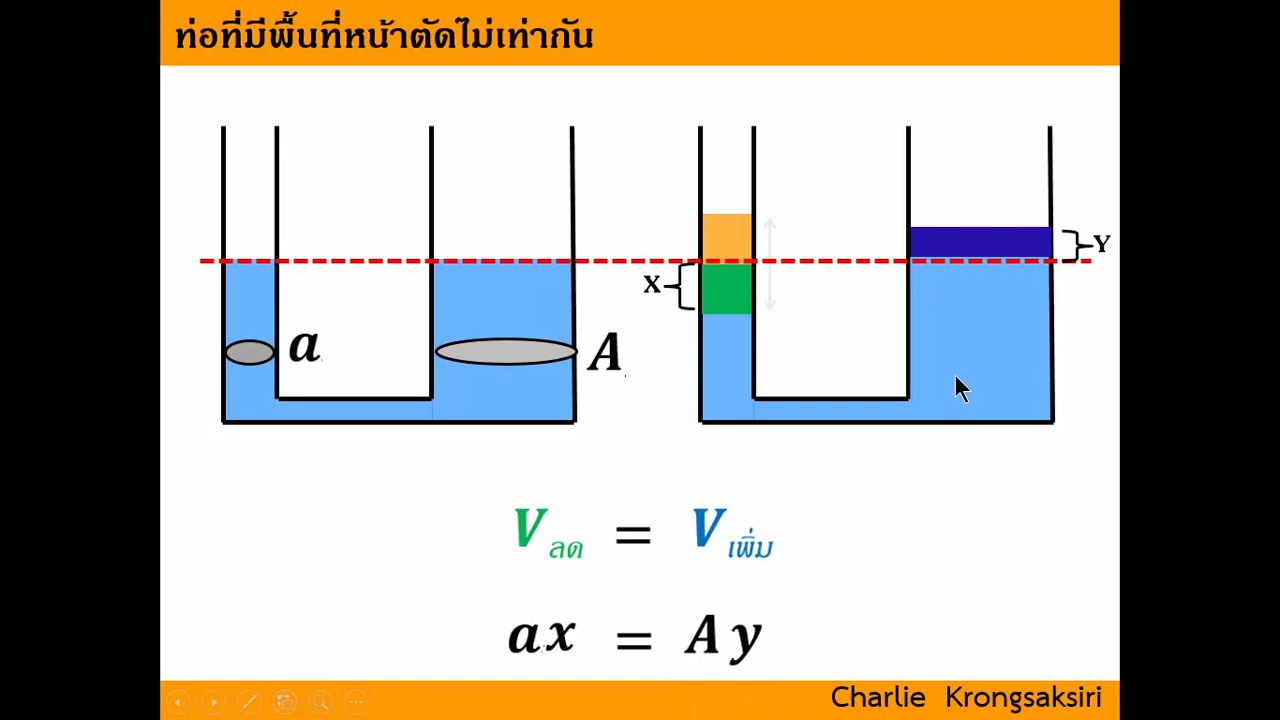 ท่อที่มีพื้นที่หน้าตัดไม่เท่ากัน
a
A
X
Y
V ลด = V เพิ่ม
ax = Ay
Charlie Krongsaksiri